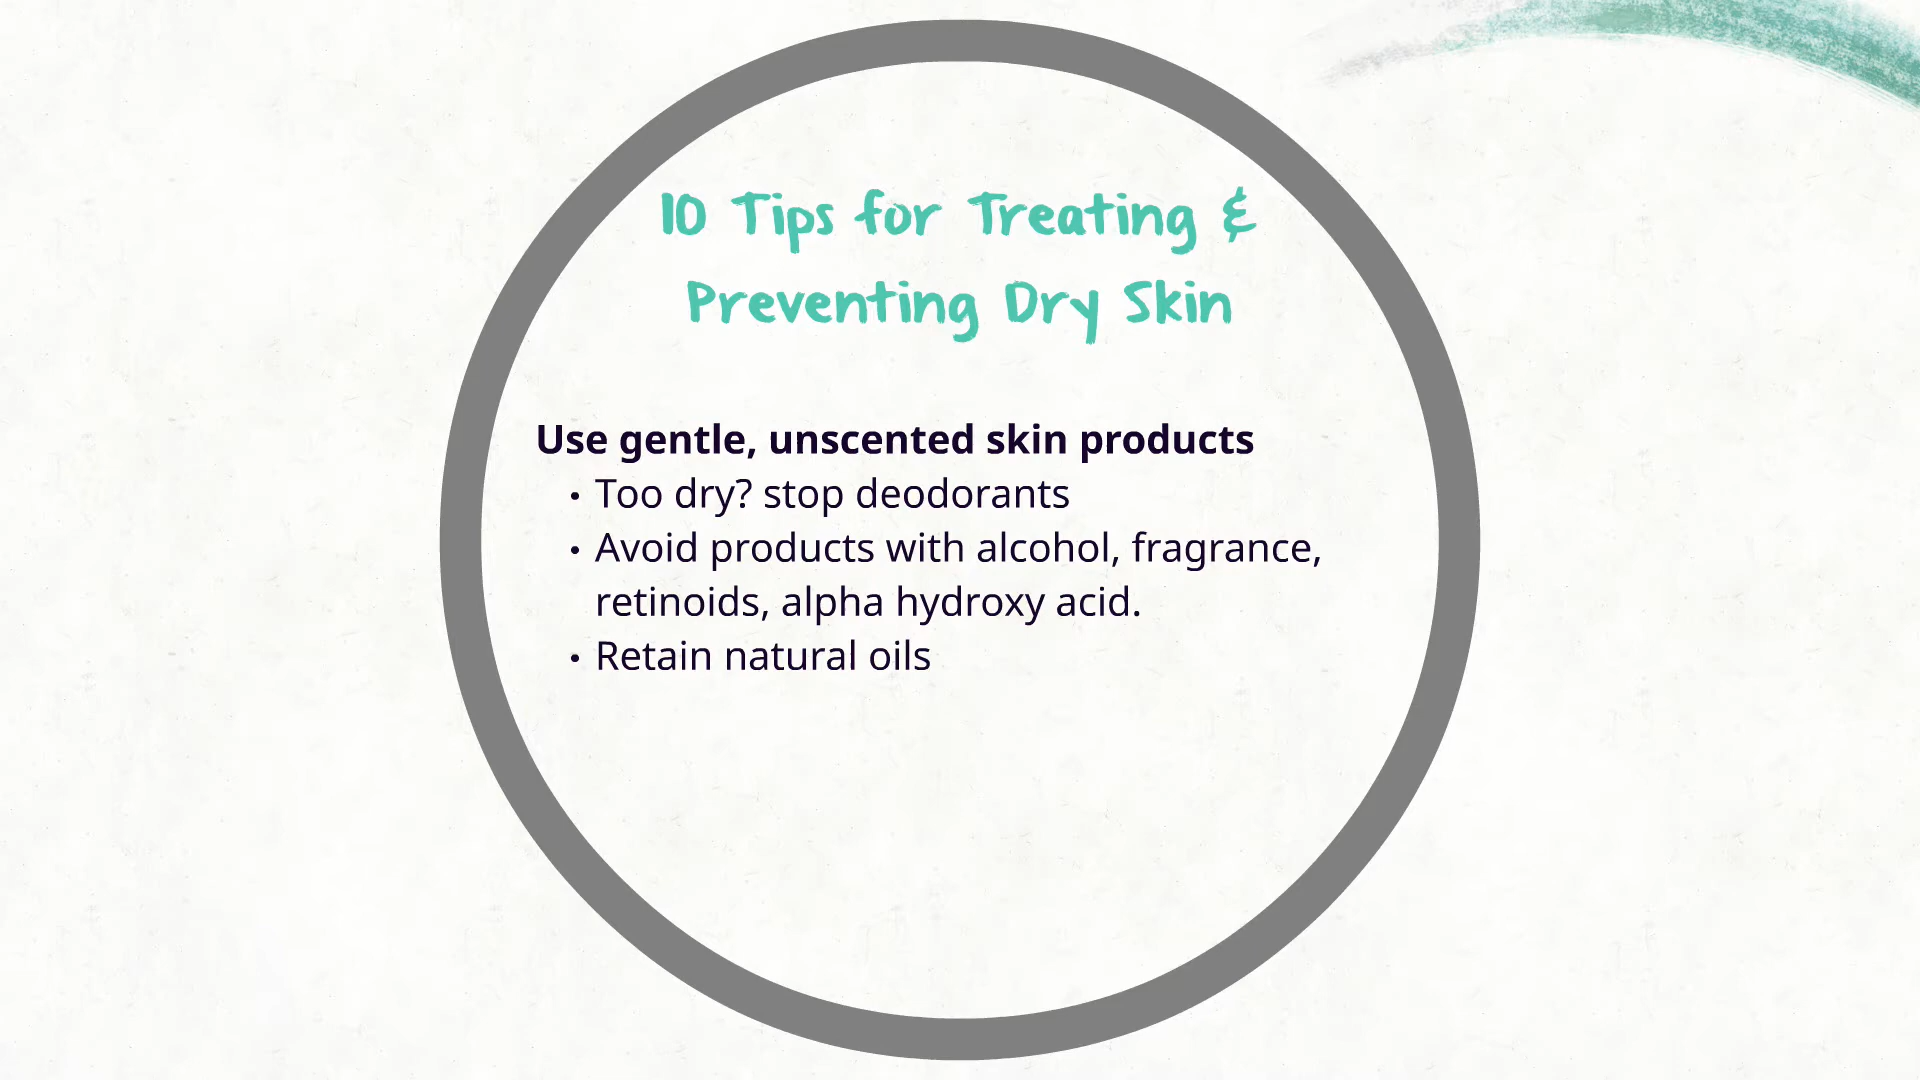 10 Tips for Treating &
Preventing Dry Skin
Use gentle, unscented skin products
• Too dry? stop deodorants
• Avoid products with alcohol, fragrance,
retinoids, alpha hydroxy acid.
• Retain natural oils